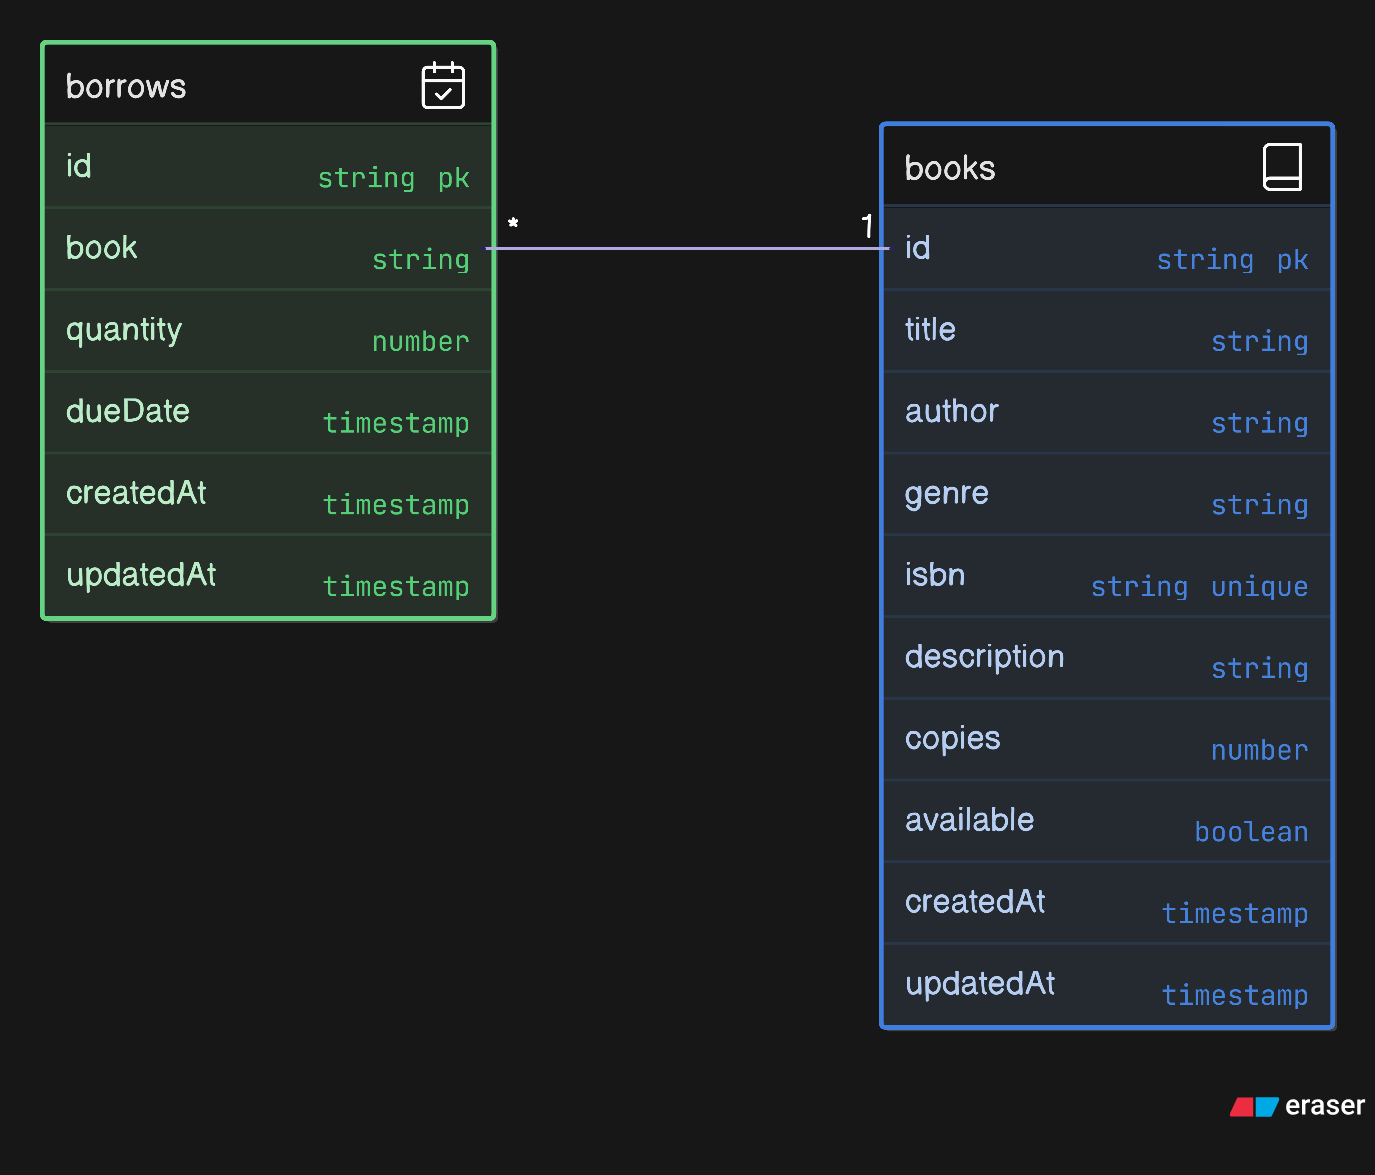 borrows
id string pk
book string
quantity number
dueDate timestamp
createdAt timestamp
updatedAt timestamp
* 1
books
id string pk
title string
author string
genre string
isbn string unique
description string
copies number
available boolean
createdAt timestamp
updatedAt timestamp
eraser